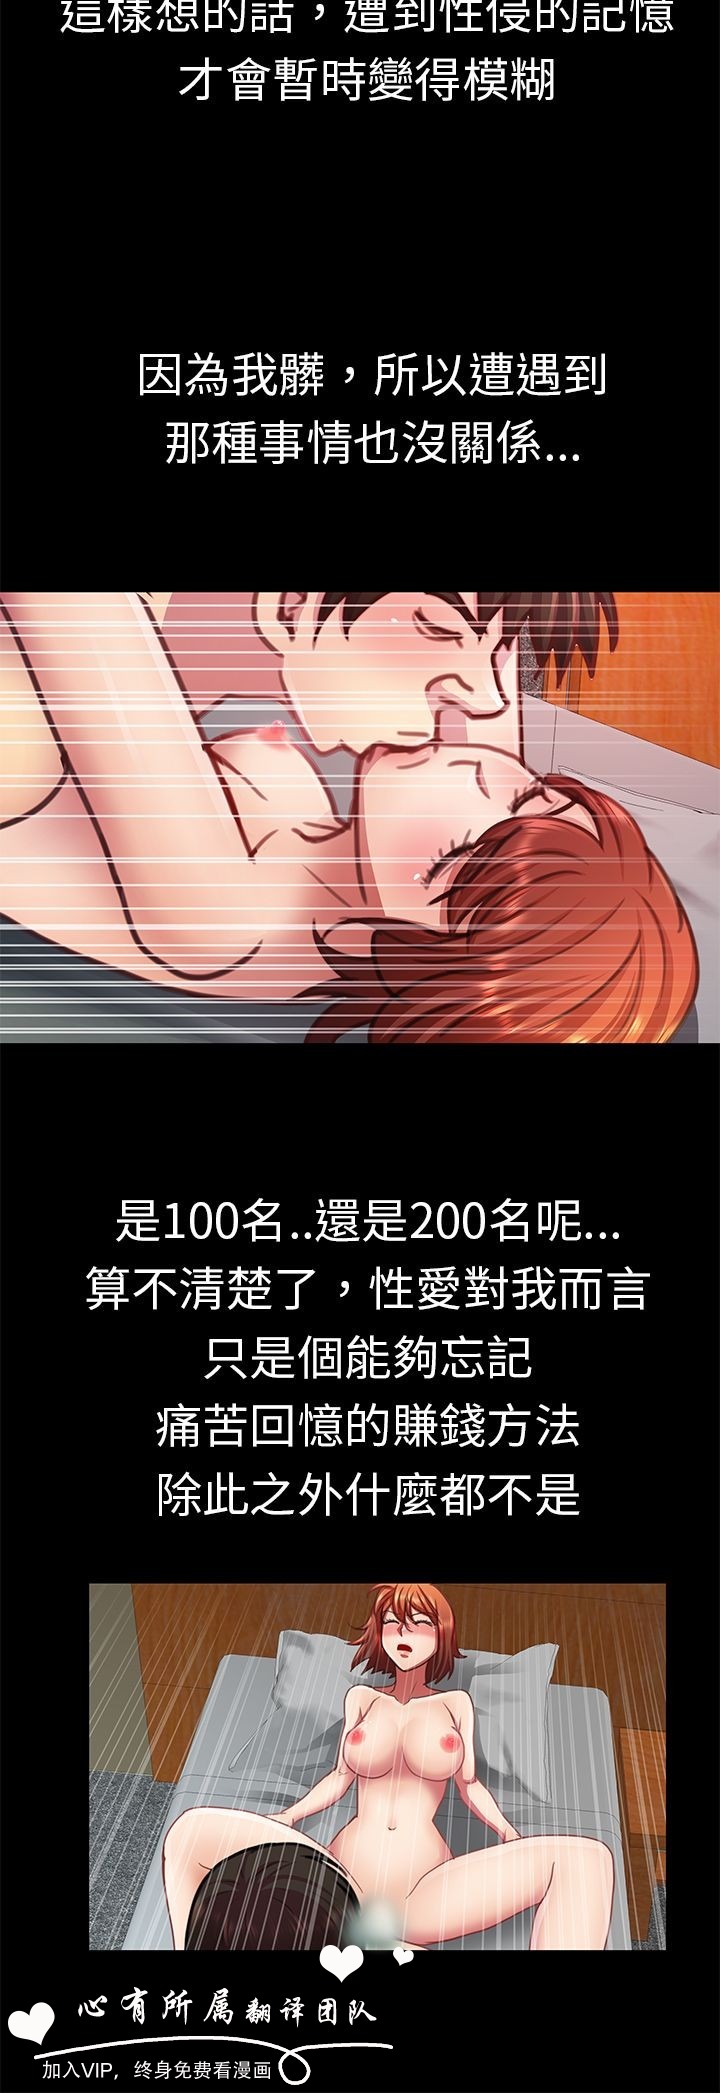 這樣想的話，遭到性侵的記憶
才會暫時變得模糊
因為我髒，所以遭遇到
那種事情也沒關係...
是100名..還是200名呢...
算不清楚了，性愛對我而言
只是個能夠忘記
痛苦回憶的賺錢方法
除此之外什麼都不是
心有所属翻译团队
加入VIP，终身免费看漫画